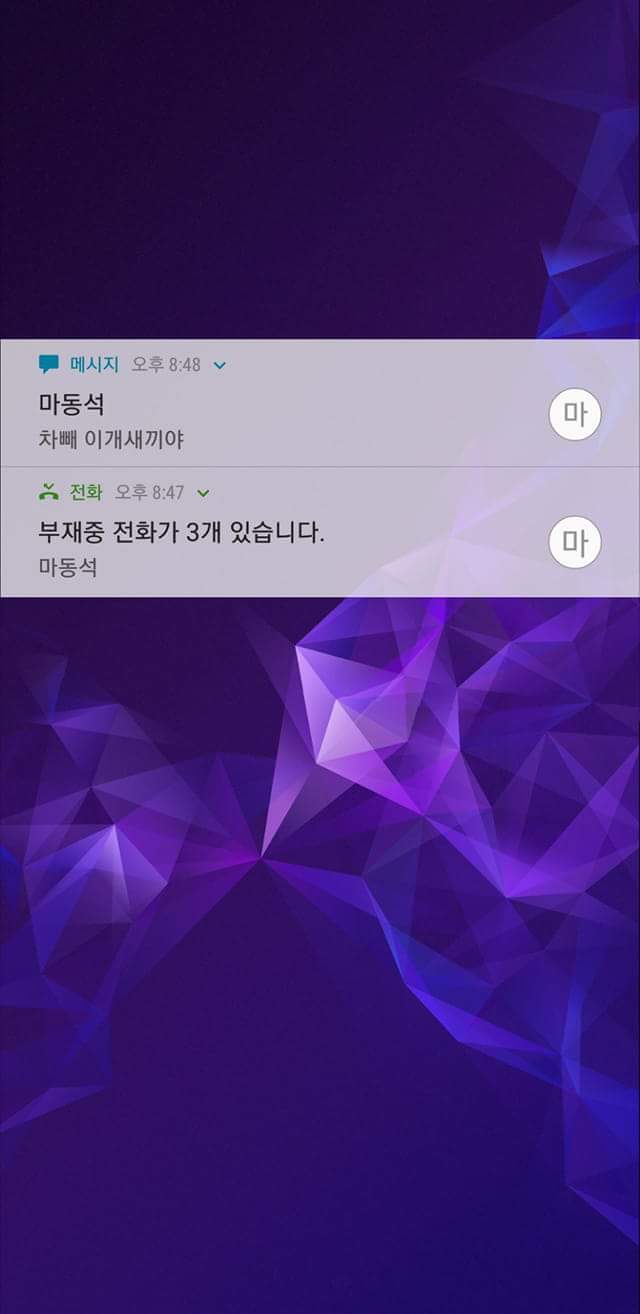 메시지 오후 8:48
마동석
차빼 이개새끼야
마
전화 오후 8:47
부재중 전화가 3개 있습니다.
마동석
마